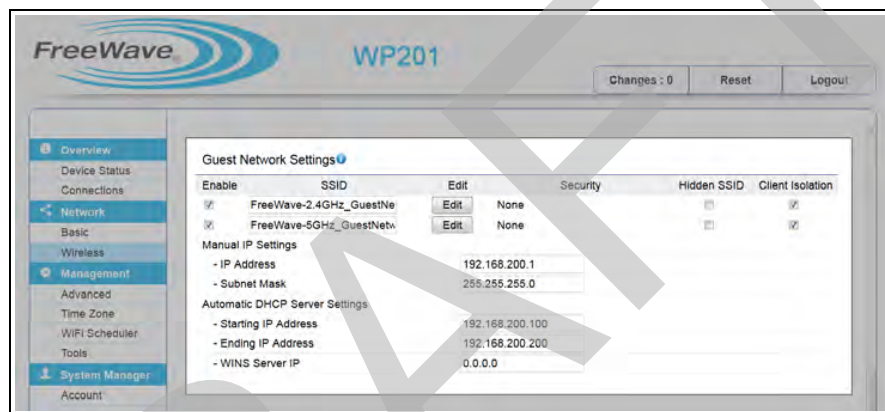 FreeWave
WP201
Changes : 0 Reset Logout
Overview
Device Status
Connections
Network
Basic
Wireless
Management
Advanced
Time Zone
WiFi Scheduler
Tools
System Manager
Account
Guest Network Settings
Enable SSID Edit Security Hidden SSID Client Isolation
FreeWave-2.4GHz_GuestNe Edit None
FreeWave-5GHz_GuestNetw Edit None
Manual IP Settings
- IP Address 192.168.200.1
- Subnet Mask 255.255.255.0
Automatic DHCP Server Settings
- Starting IP Address 192.168.200.100
- Ending IP Address 192.168.200.200
- WINS Server IP 0.0.0.0